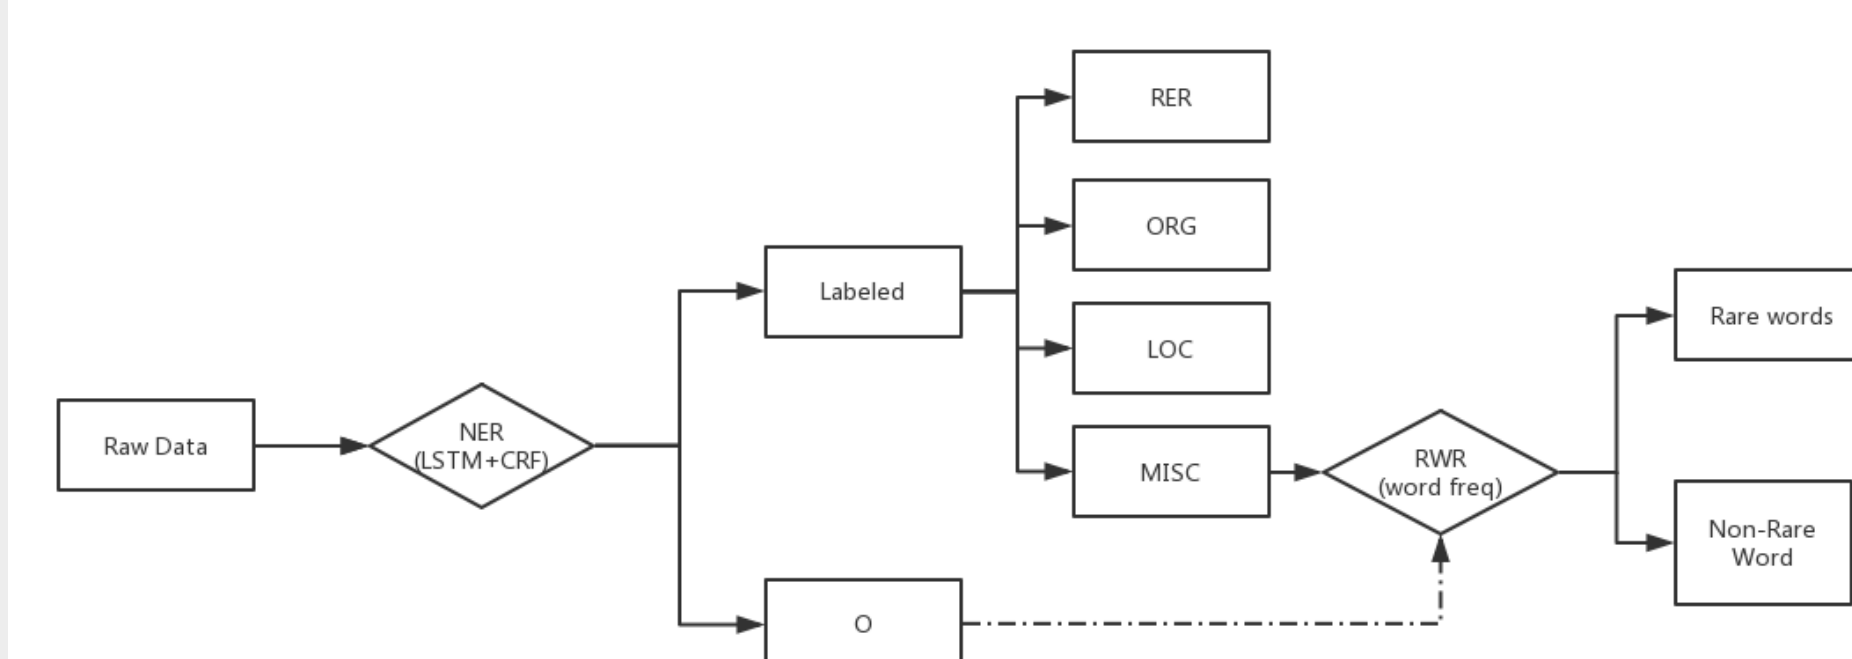 Raw Data
NER
(LSTM+CRF)
Labeled
O
RER
ORG
LOC
MISC
RWR
(word freq)
Rare words
Non-Rare
Word